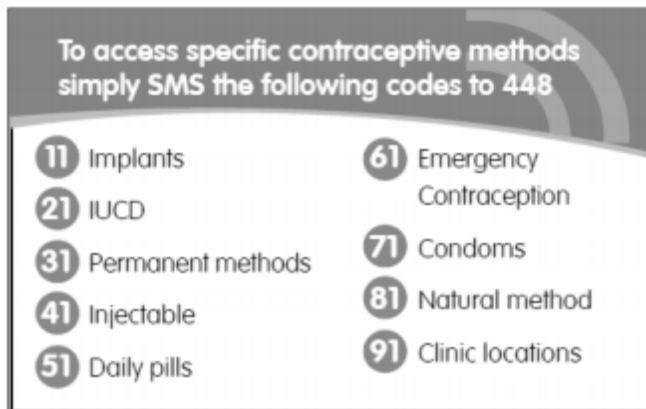 To access specific contraceptive methods
simply SMS the following codes to 448
11 Implants
21 IUCD
31 Permanent methods
41 Injectable
51 Daily pills
61 Emergency
Contraception
71 Condoms
81 Natural method
91 Clinic locations